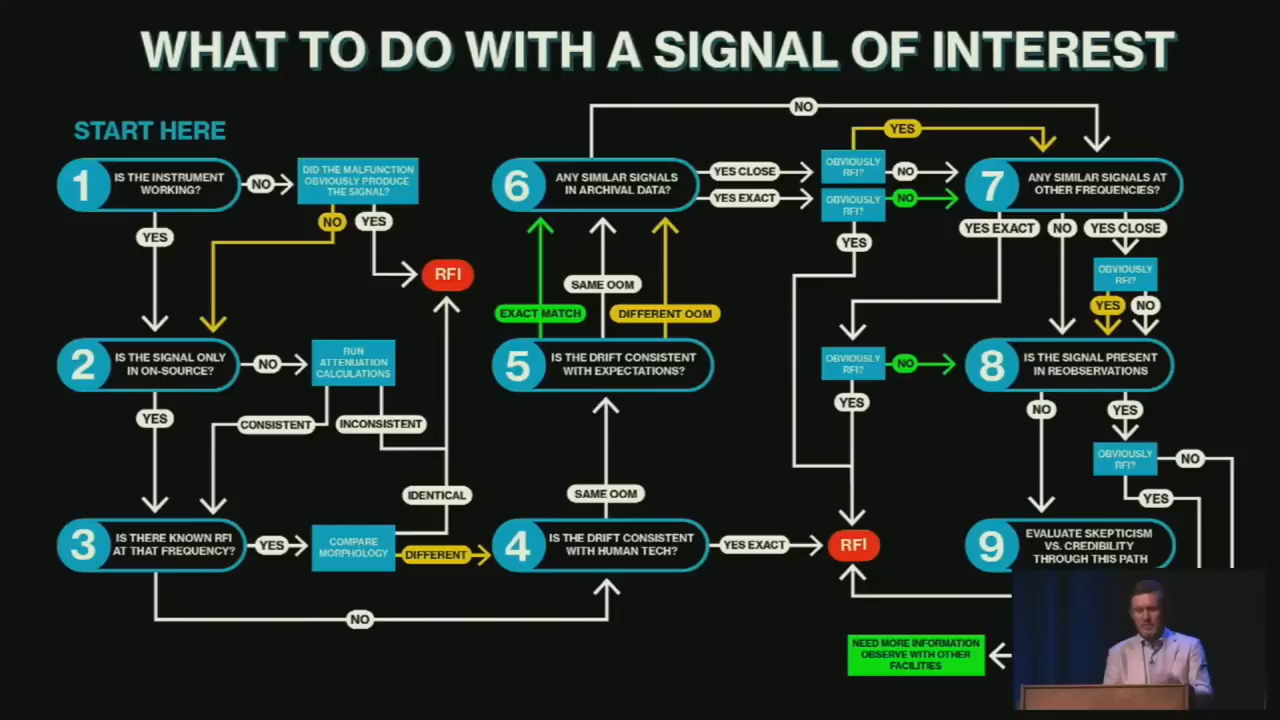 WHAT TO DO WITH A SIGNAL OF INTEREST
START HERE
1
IS THE INSTRUMENT
WORKING?
NO
DID THE MALFUNCTION
OBVIOUSLY PRODUCE
THE SIGNAL?
NO
YES
YES
RFI
2
IS THE SIGNAL ONLY
IN ON-SOURCE?
NO
RUN
ATTENUATION
CALCULATIONS
YES
CONSISTENT
INCONSISTENT
3
IS THERE KNOWN RFI
AT THAT FREQUENCY?
YES
COMPARE
MORPHOLOGY
IDENTICAL
DIFFERENT
NO
4
IS THE DRIFT CONSISTENT
WITH HUMAN TECH?
YES EXACT
RFI
SAME OOM
5
IS THE DRIFT CONSISTENT
WITH EXPECTATIONS?
EXACT MATCH
SAME OOM
DIFFERENT OOM
6
ANY SIMILAR SIGNALS
IN ARCHIVAL DATA?
NO
YES CLOSE
OBVIOUSLY
RFI?
YES
NO
YES EXACT
OBVIOUSLY
RFI?
NO
YES
7
ANY SIMILAR SIGNALS AT
OTHER FREQUENCIES?
YES EXACT
NO
YES CLOSE
OBVIOUSLY
RFI?
YES
NO
OBVIOUSLY
RFI?
NO
YES
8
IS THE SIGNAL PRESENT
IN REOBSERVATIONS
NO
YES
OBVIOUSLY
RFI?
NO
YES
9
EVALUATE SKEPTICISM
VS. CREDIBILITY
THROUGH THIS PATH
NEED MORE INFORMATION
OBSERVE WITH OTHER
FACILITIES